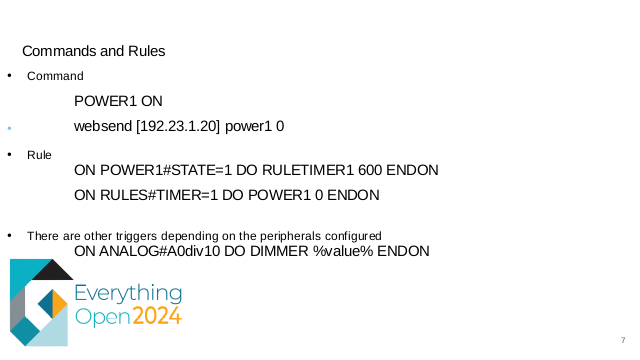 Commands and Rules
• Command
POWER1 ON
• websend [192.23.1.20] power1 0
• Rule
ON POWER1#STATE=1 DO RULETIMER1 600 ENDON
ON RULES#TIMER=1 DO POWER1 0 ENDON
• There are other triggers depending on the peripherals configured
ON ANALOG#A0div10 DO DIMMER %value% ENDON
Everything
Open2024
7